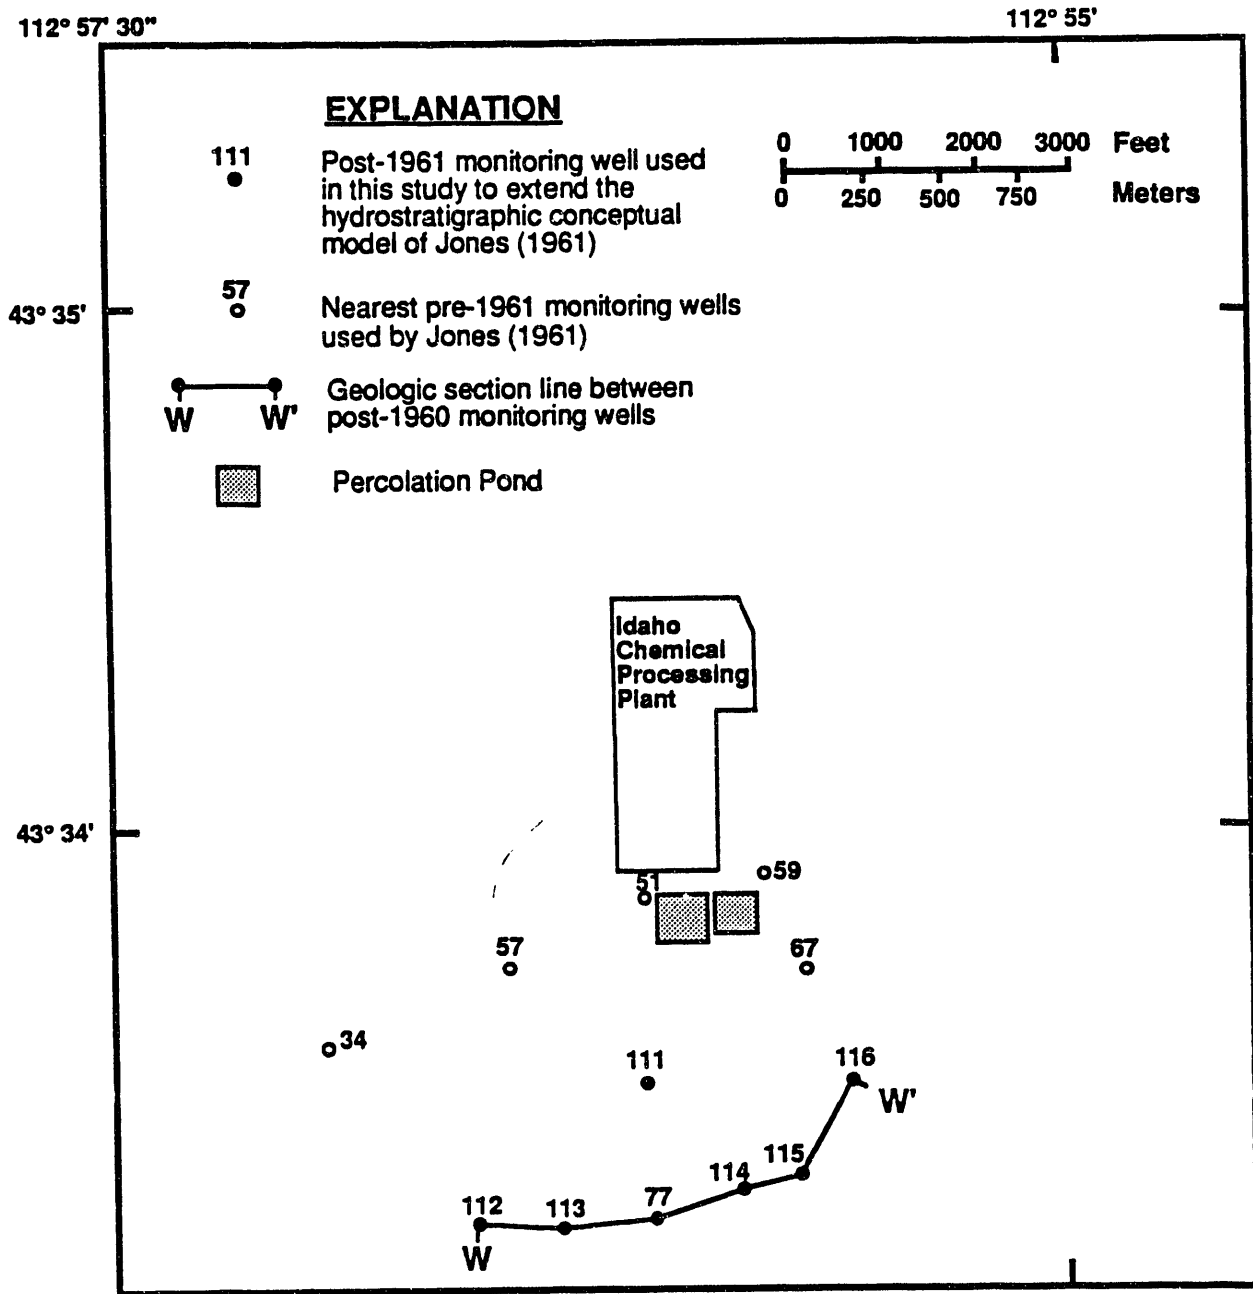 112° 57' 30"
112° 55'
EXPLANATION
111
Post-1961 monitoring well used
in this study to extend the
hydrostratigraphic conceptual
model of Jones (1961)
0 1000 2000 3000 Feet
0 250 500 750 Meters
43° 35'
57
Nearest pre-1961 monitoring wells
used by Jones (1961)
W W'
Geologic section line between
post-1960 monitoring wells
Percolation Pond
Idaho
Chemical
Processing
Plant
43° 34'
51
59
57
67
34
111
116
W'
115
114
77
112
113
W